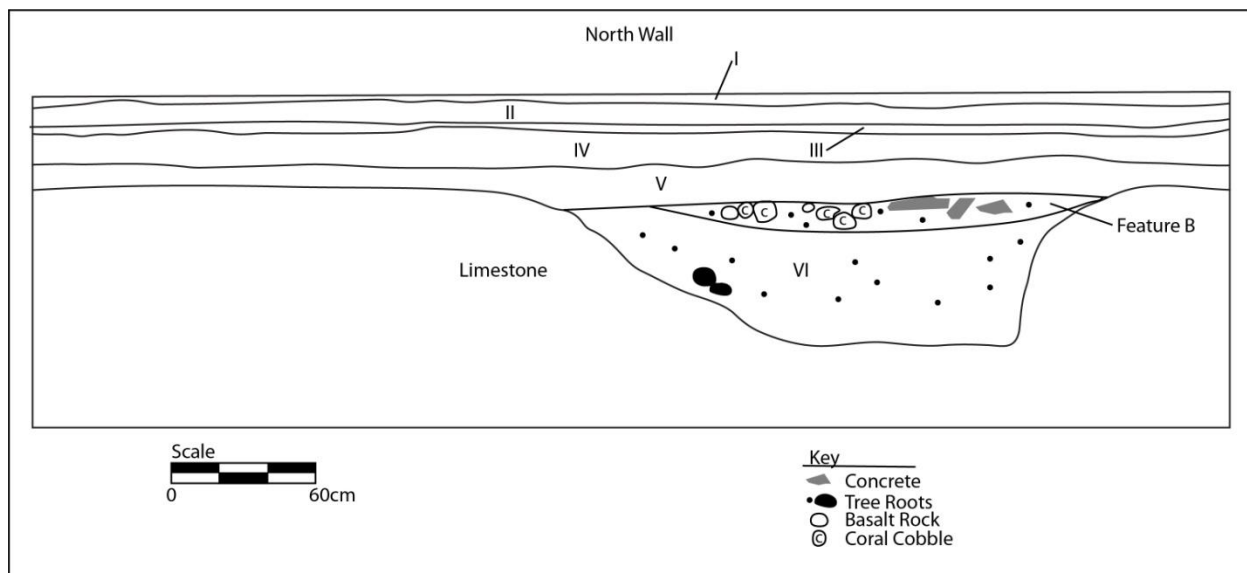 North Wall
I
II
III
IV
V
Feature B
Limestone
VI
C C C C C
Scale
0 60cm
Key
Concrete
Tree Roots
Basalt Rock
C Coral Cobble